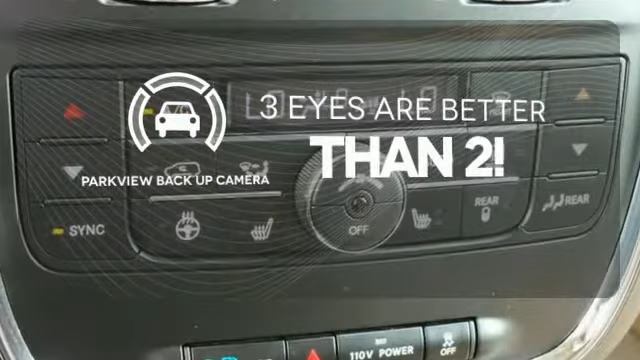 3 EYES ARE BETTER
THAN 2!
PARKVIEW BACK UP CAMERA
SYNC
OFF
REAR
REAR
110V POWER
OFF